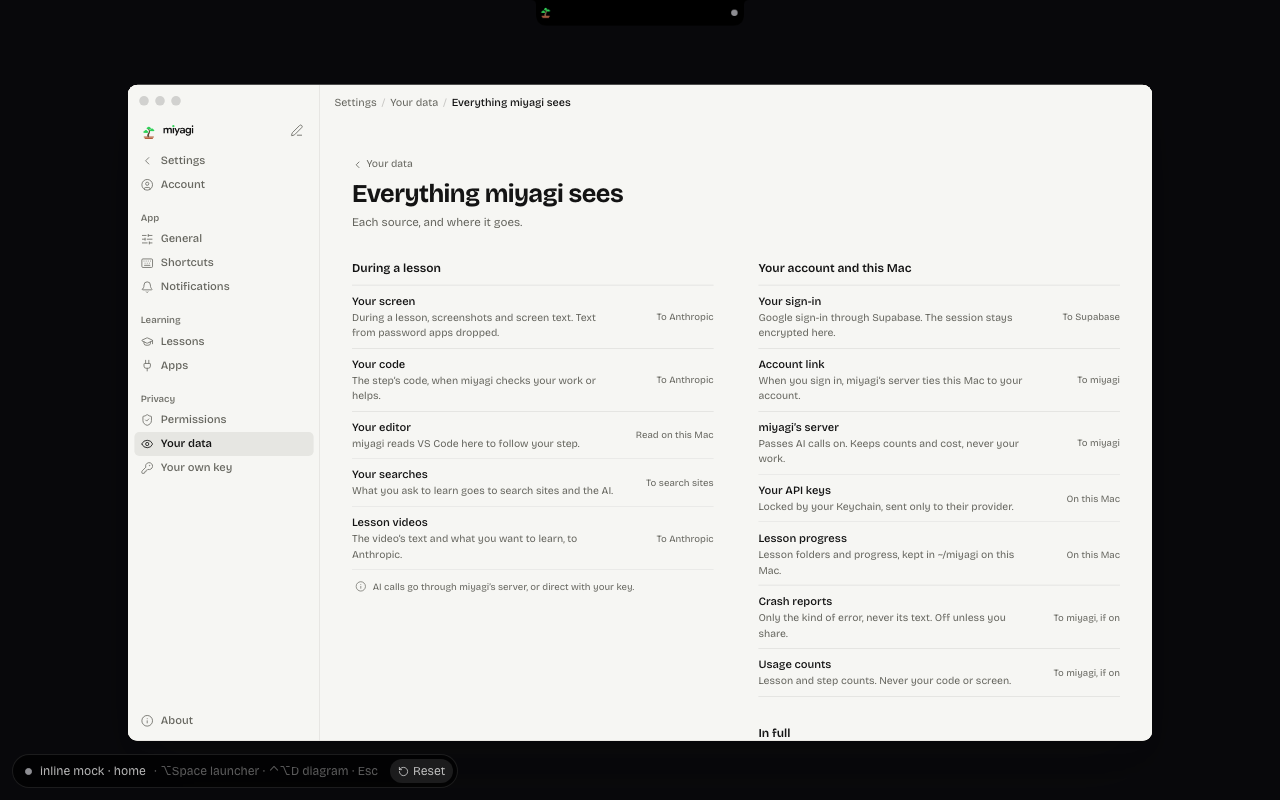 miyagi
Settings
Account
App
General
Shortcuts
Notifications
Learning
Lessons
Apps
Privacy
Permissions
Your data
Your own key
About
Settings / Your data / Everything miyagi sees
Your data
Everything miyagi sees
Each source, and where it goes.
During a lesson
Your screen
During a lesson, screenshots and screen text. Text
from password apps dropped.
To Anthropic
Your code
The step's code, when miyagi checks your work or
helps.
To Anthropic
Your editor
miyagi reads VS Code here to follow your step.
Read on this Mac
Your searches
What you ask to learn goes to search sites and the AI.
To search sites
Lesson videos
The video's text and what you want to learn, to
Anthropic.
To Anthropic
AI calls go through miyagi's server, or direct with your key.
Your account and this Mac
Your sign-in
Google sign-in through Supabase. The session stays
encrypted here.
To Supabase
Account link
When you sign in, miyagi's server ties this Mac to your
account.
To miyagi
miyagi's server
Passes AI calls on. Keeps counts and cost, never your
work.
To miyagi
Your API keys
Locked by your Keychain, sent only to their provider.
On this Mac
Lesson progress
Lesson folders and progress, kept in ~/miyagi on this
Mac.
On this Mac
Crash reports
Only the kind of error, never its text. Off unless you
share.
To miyagi, if on
Usage counts
Lesson and step counts. Never your code or screen.
To miyagi, if on
In full
inline mock · home · ⌥Space launcher · ^⌥D diagram · Esc
Reset